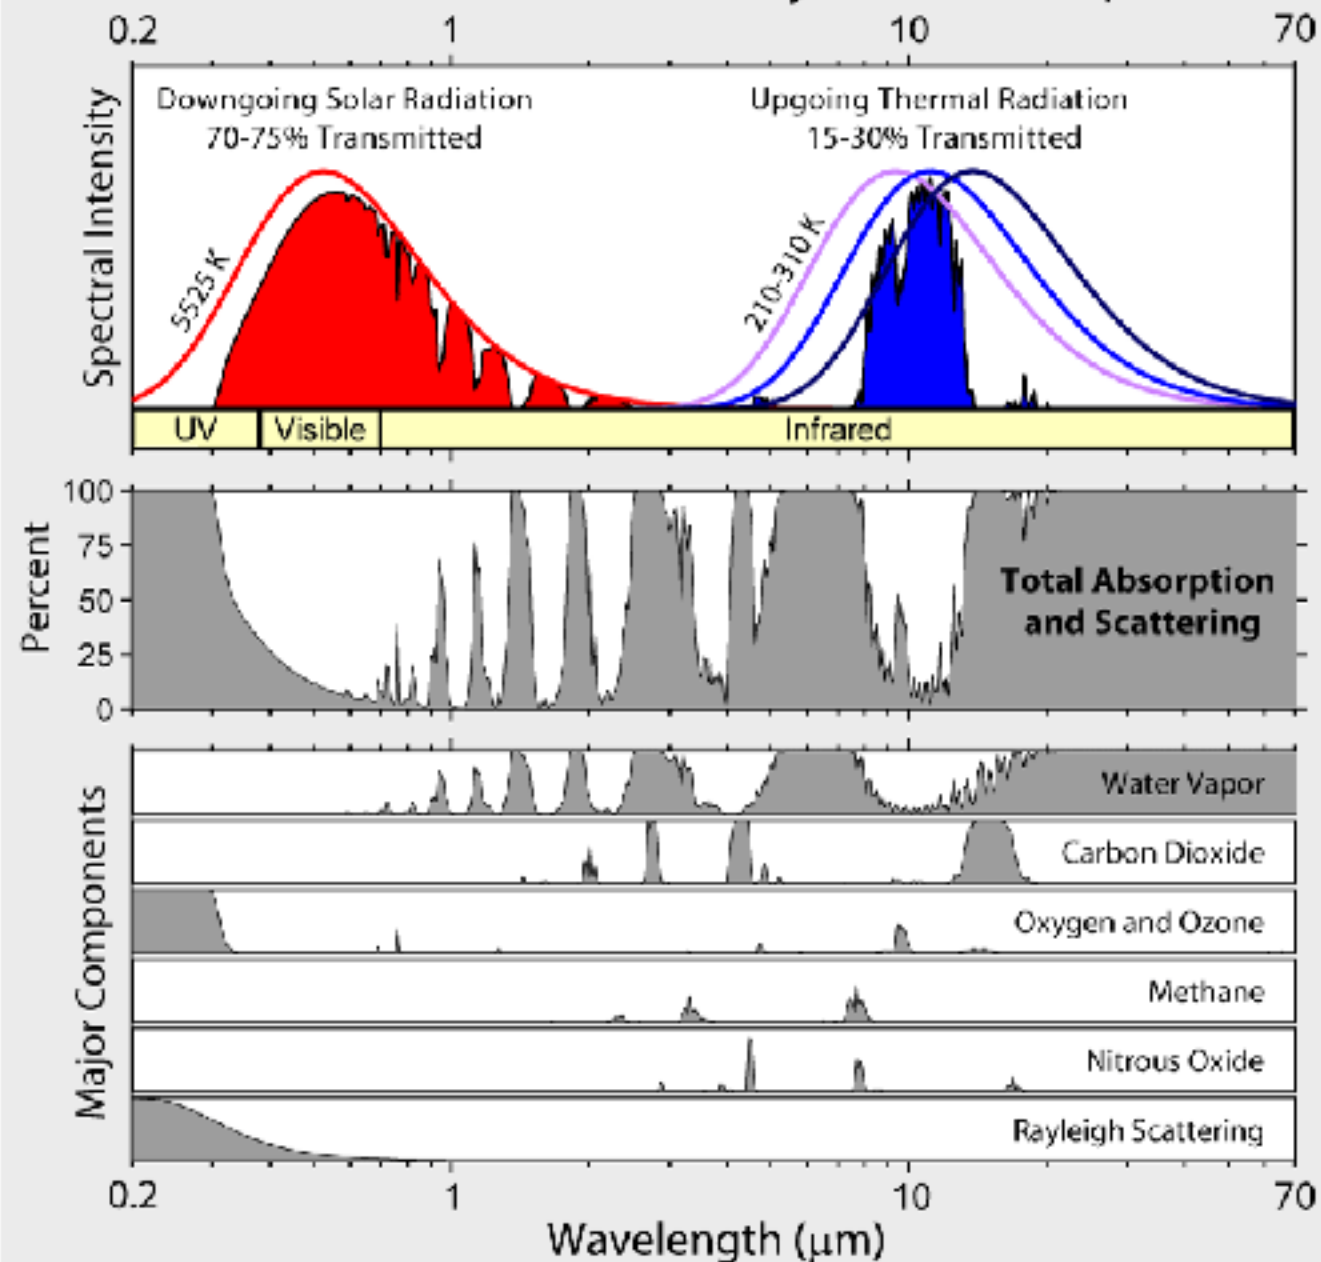 0.2 1 10 70
Spectral Intensity
Downgoing Solar Radiation
70-75% Transmitted
Upgoing Thermal Radiation
15-30% Transmitted
5525 K
210-310 K
UV Visible Infrared
Percent
100
75
50
25
0
Total Absorption
and Scattering
Major Components
Water Vapor
Carbon Dioxide
Oxygen and Ozone
Methane
Nitrous Oxide
Rayleigh Scattering
0.2 1 10 70
Wavelength (μm)